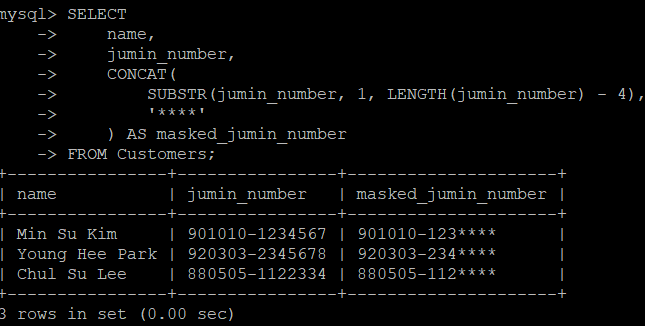 mysql> SELECT
    ->     name,
    ->     jumin_number,
    ->     CONCAT(
    ->         SUBSTR(jumin_number, 1, LENGTH(jumin_number) - 4),
    ->         '****'
    ->     ) AS masked_jumin_number
    -> FROM Customers;
+----------------+----------------+---------------------+
| name           | jumin_number   | masked_jumin_number |
+----------------+----------------+---------------------+
| Min Su Kim     | 901010-1234567 | 901010-123****      |
| Young Hee Park | 920303-2345678 | 920303-234****      |
| Chul Su Lee    | 880505-1122334 | 880505-112****      |
+----------------+----------------+---------------------+
3 rows in set (0.00 sec)